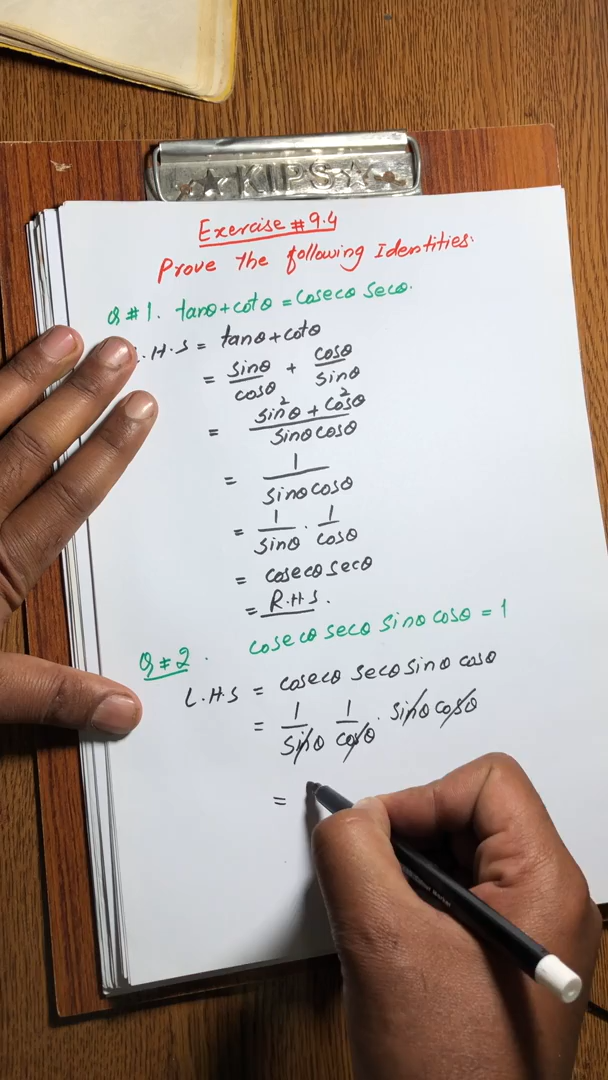 KIPS
Exercise # 9.4
Prove the following Identities:
Q # 1. tanθ + cotθ = cosecθ secθ.
L.H.S = tanθ + cotθ
= sinθ/cosθ + cosθ/sinθ
= sin²θ + cos²θ / sinθ cosθ
= 1 / sinθ cosθ
= 1/sinθ · 1/cosθ
= cosecθ secθ
= R.H.S.
Q # 2. cosecθ secθ sinθ cosθ = 1
L.H.S = cosecθ secθ sinθ cosθ
= 1/sinθ 1/cosθ · sinθ cosθ
=